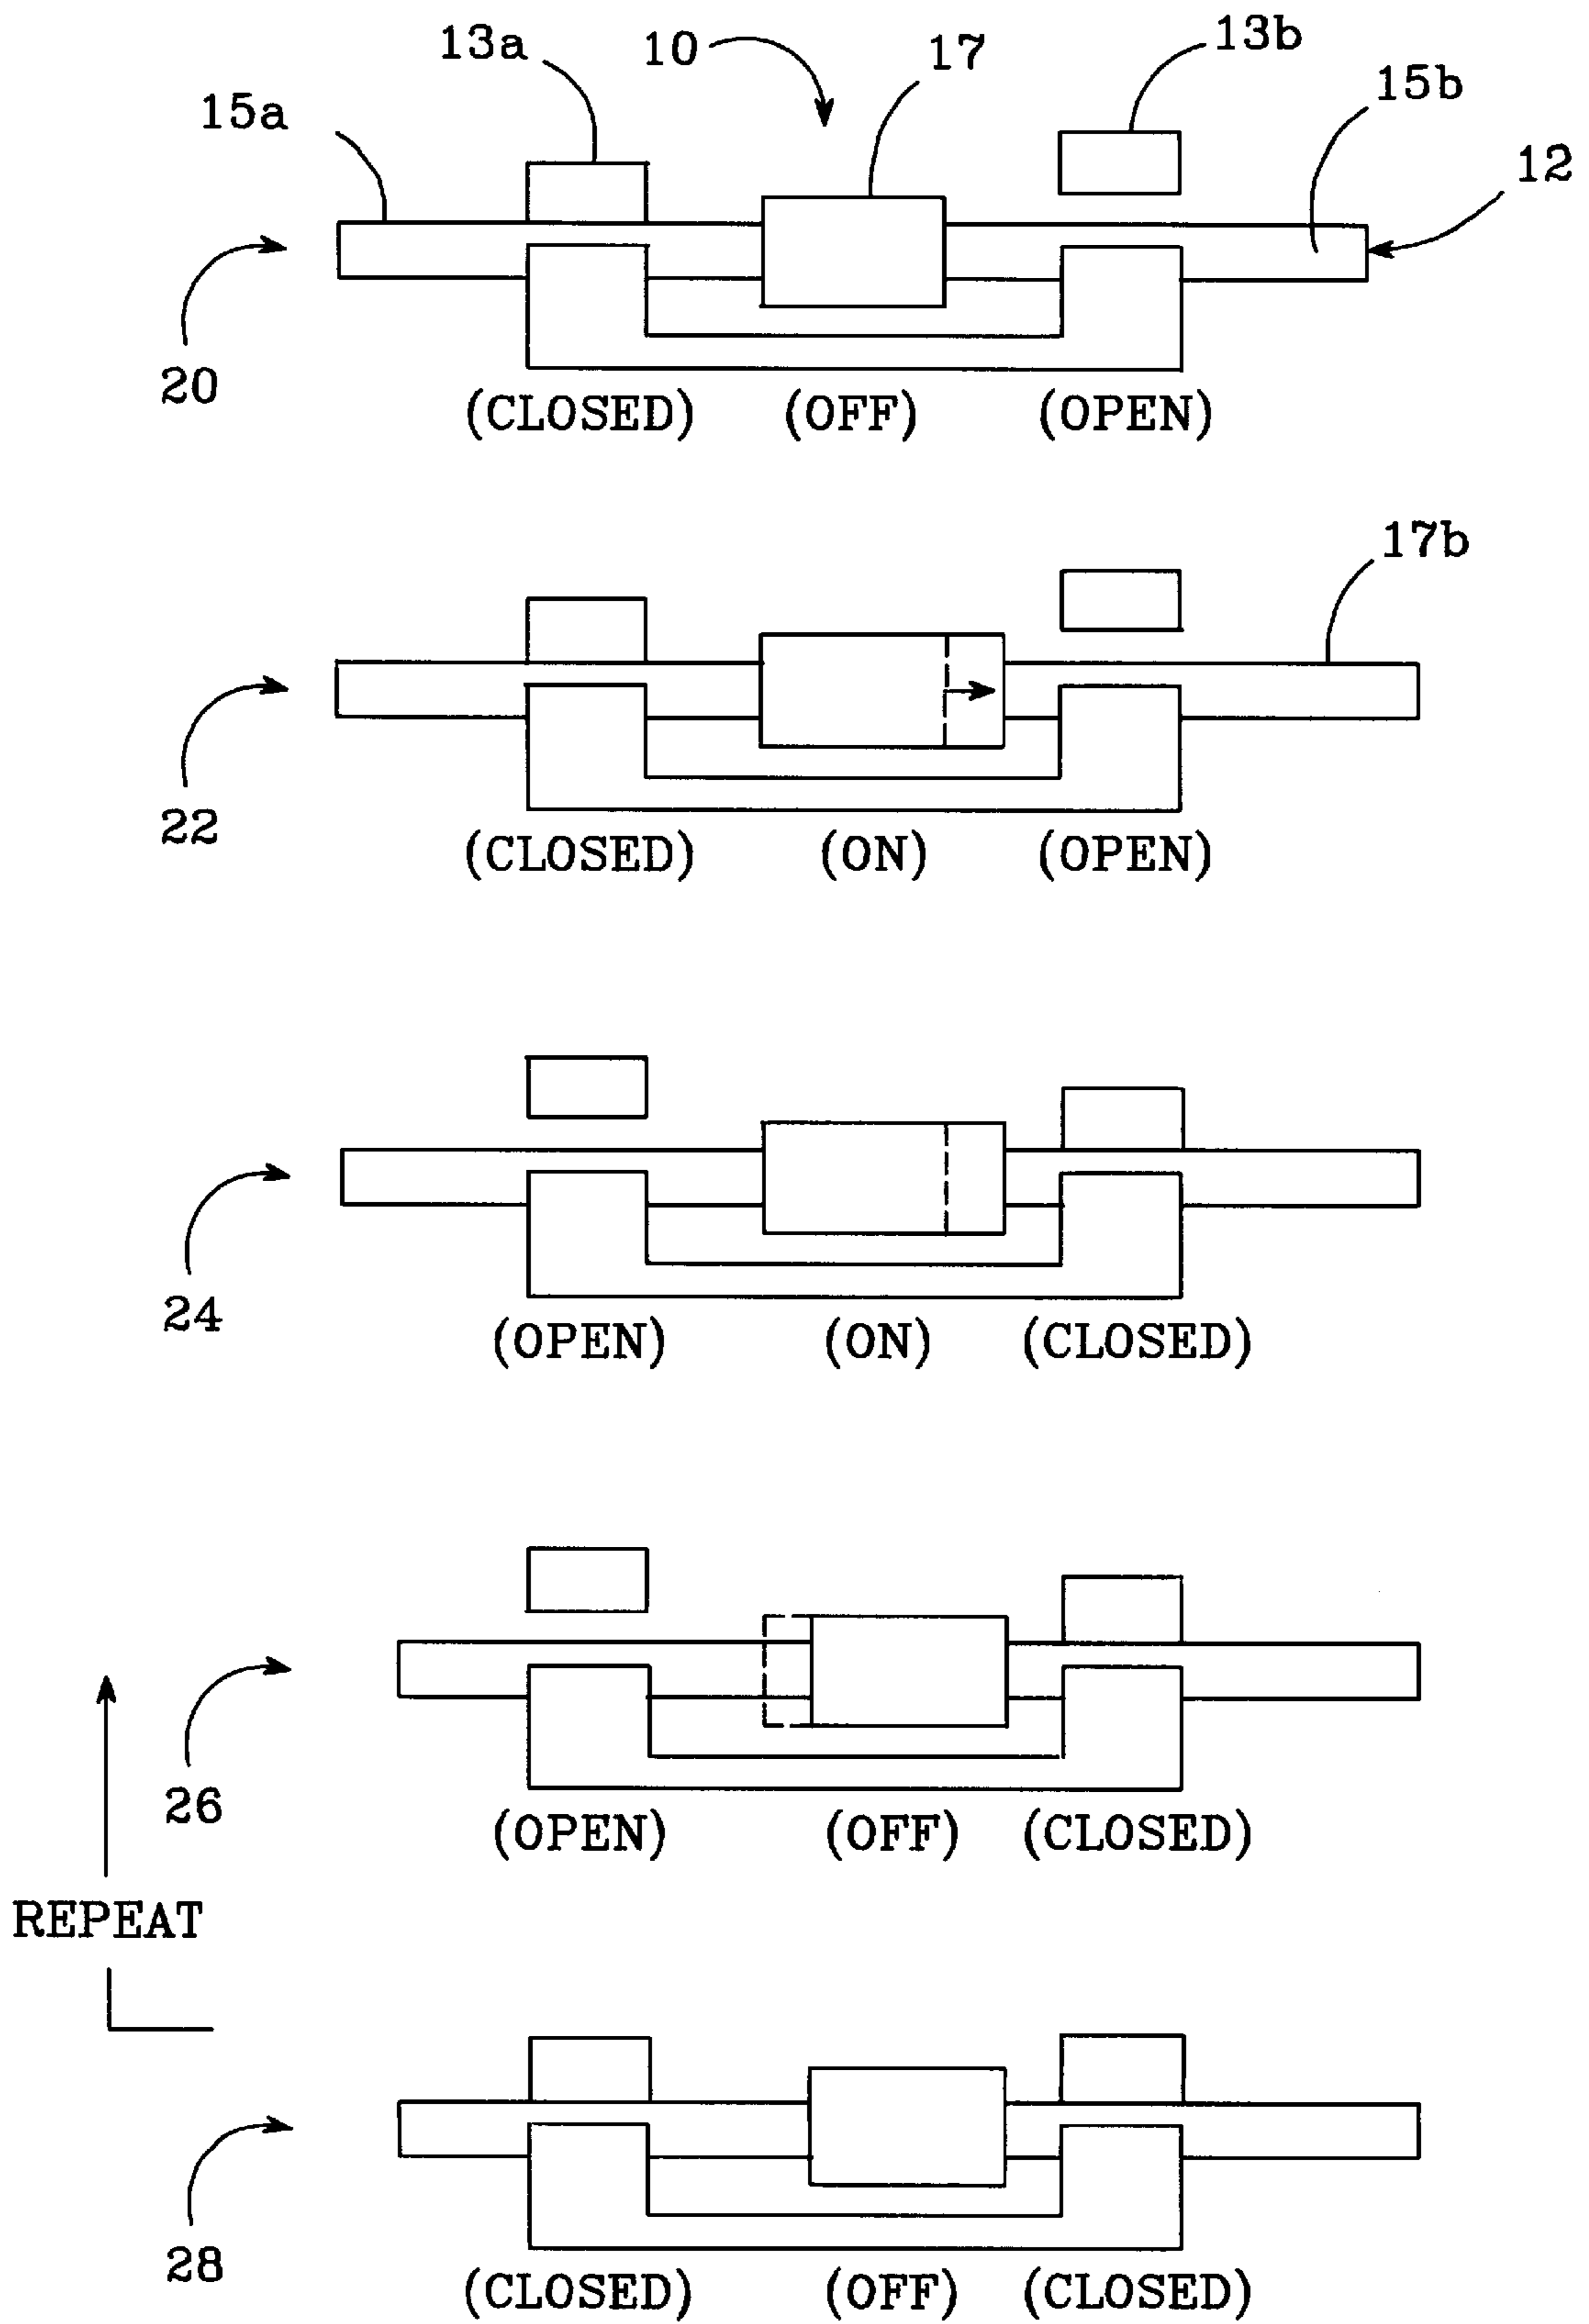 13a
10
17
13b
15a
15b
12
20
(CLOSED) (OFF) (OPEN)
17b
22
(CLOSED) (ON) (OPEN)
24
(OPEN) (ON) (CLOSED)
26
(OPEN) (OFF) (CLOSED)
REPEAT
28
(CLOSED) (OFF) (CLOSED)